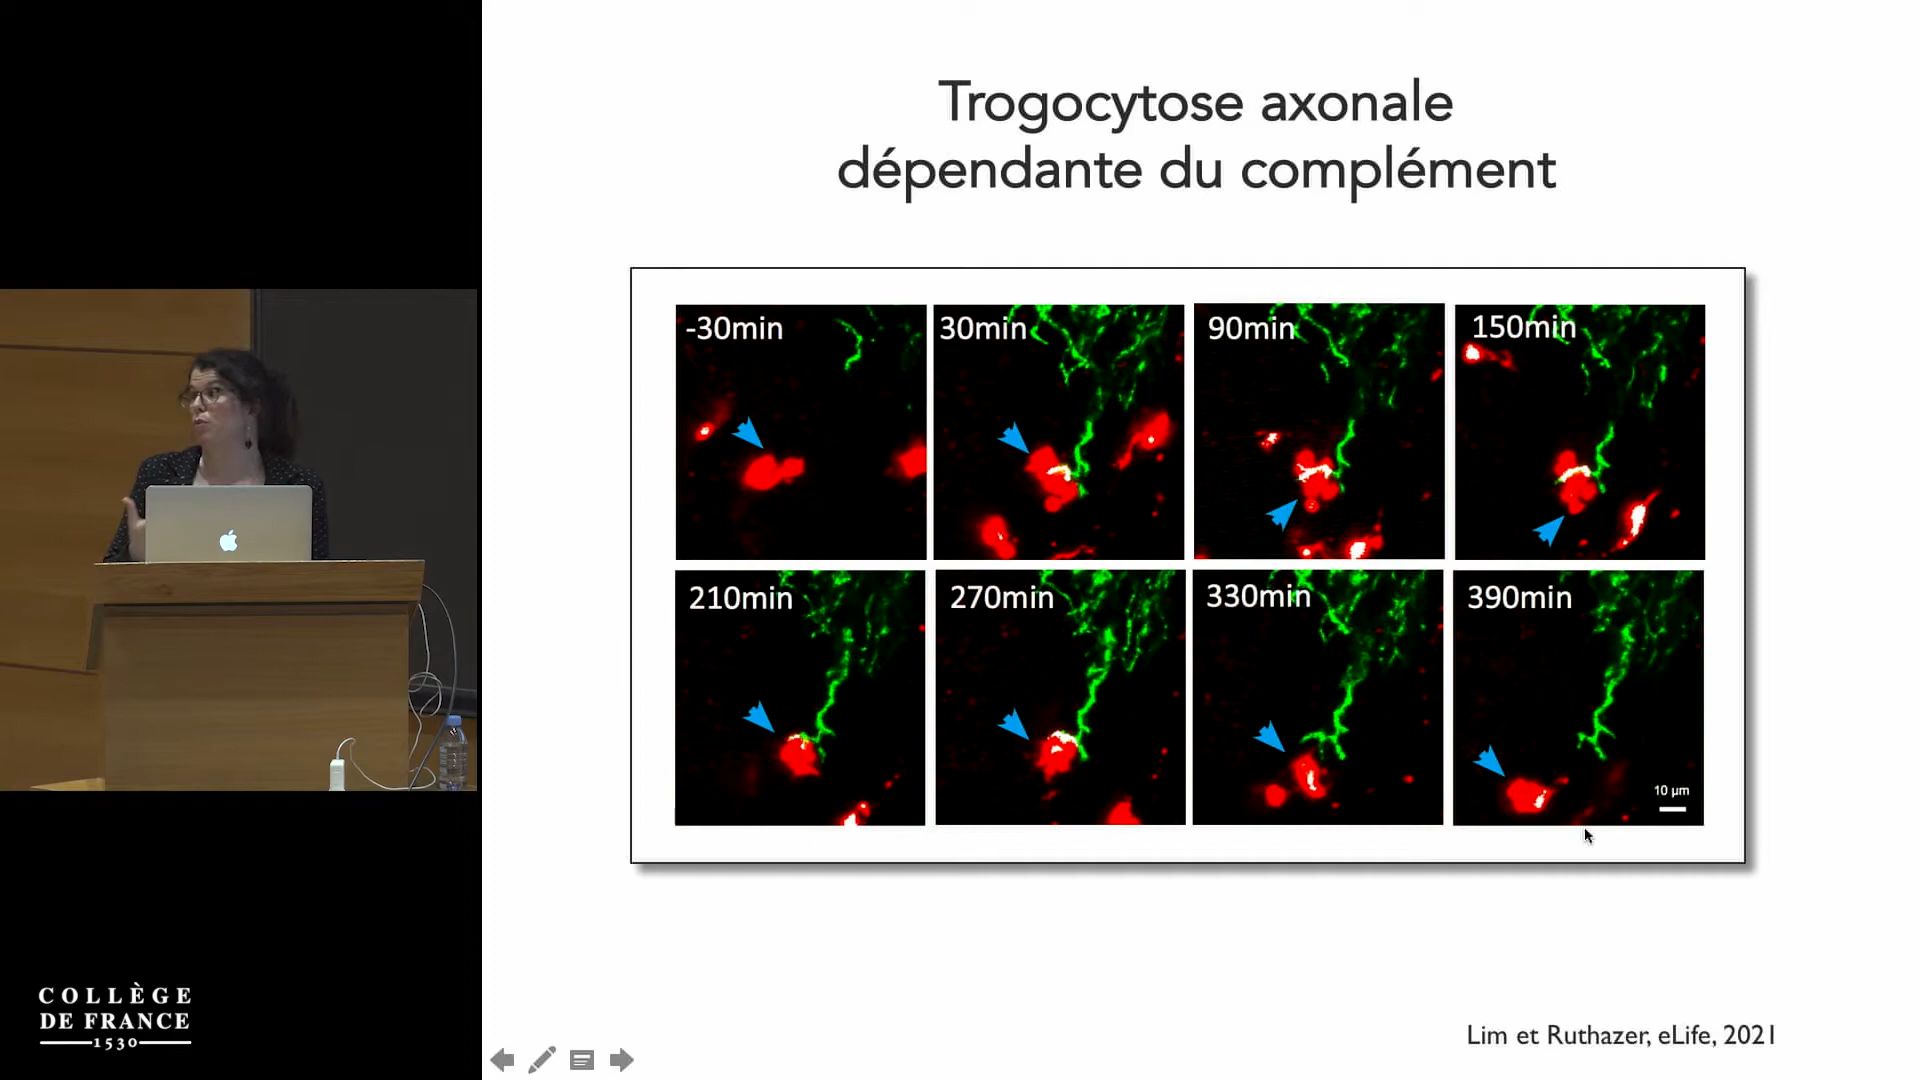 Trogocytose axonale
dépendante du complément
-30min
30min
90min
150min
210min
270min
330min
390min
10 µm
COLLÈGE
DE FRANCE
1530
Lim et Ruthazer, eLife, 2021